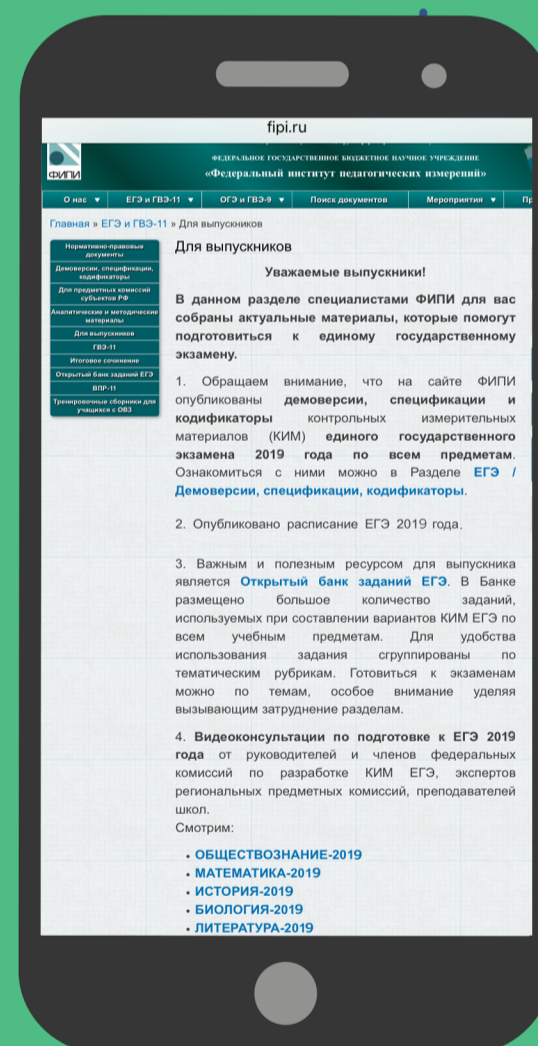 fipi.ru
ФИПИ
ФЕДЕРАЛЬНОЕ ГОСУДАРСТВЕННОЕ БЮДЖЕТНОЕ НАУЧНОЕ УЧРЕЖДЕНИЕ
«Федеральный институт педагогических измерений»
О нас ▼ ЕГЭ и ГВЭ-11 ▼ ОГЭ и ГВЭ-9 ▼ Поиск документов Мероприятия ▼ Пр
Главная » ЕГЭ и ГВЭ-11 » Для выпускников
Нормативно-правовые
документы
Демоверсии, спецификации,
кодификаторы
Для предметных комиссий
субъектов РФ
Аналитические и методические
материалы
Для выпускников
ГВЭ-11
Итоговое сочинение
Открытый банк заданий ЕГЭ
ВПР-11
Тренировочные сборники для
учащихся с ОВЗ
Для выпускников
Уважаемые выпускники!
В данном разделе специалистами ФИПИ для вас
собраны актуальные материалы, которые помогут
подготовиться к единому государственному
экзамену.
1. Обращаем внимание, что на сайте ФИПИ
опубликованы демоверсии, спецификации и
кодификаторы контрольных измерительных
материалов (КИМ) единого государственного
экзамена 2019 года по всем предметам.
Ознакомиться с ними можно в Разделе ЕГЭ /
Демоверсии, спецификации, кодификаторы.
2. Опубликовано расписание ЕГЭ 2019 года.
3. Важным и полезным ресурсом для выпускника
является Открытый банк заданий ЕГЭ. В Банке
размещено большое количество заданий,
используемых при составлении вариантов КИМ ЕГЭ по
всем учебным предметам. Для удобства
использования задания сгруппированы по
тематическим рубрикам. Готовиться к экзаменам
можно по темам, особое внимание уделяя
вызывающим затруднение разделам.
4. Видеоконсультации по подготовке к ЕГЭ 2019
года от руководителей и членов федеральных
комиссий по разработке КИМ ЕГЭ, экспертов
региональных предметных комиссий, преподавателей
школ.
Смотрим:
• ОБЩЕСТВОЗНАНИЕ-2019
• МАТЕМАТИКА-2019
• ИСТОРИЯ-2019
• БИОЛОГИЯ-2019
• ЛИТЕРАТУРА-2019